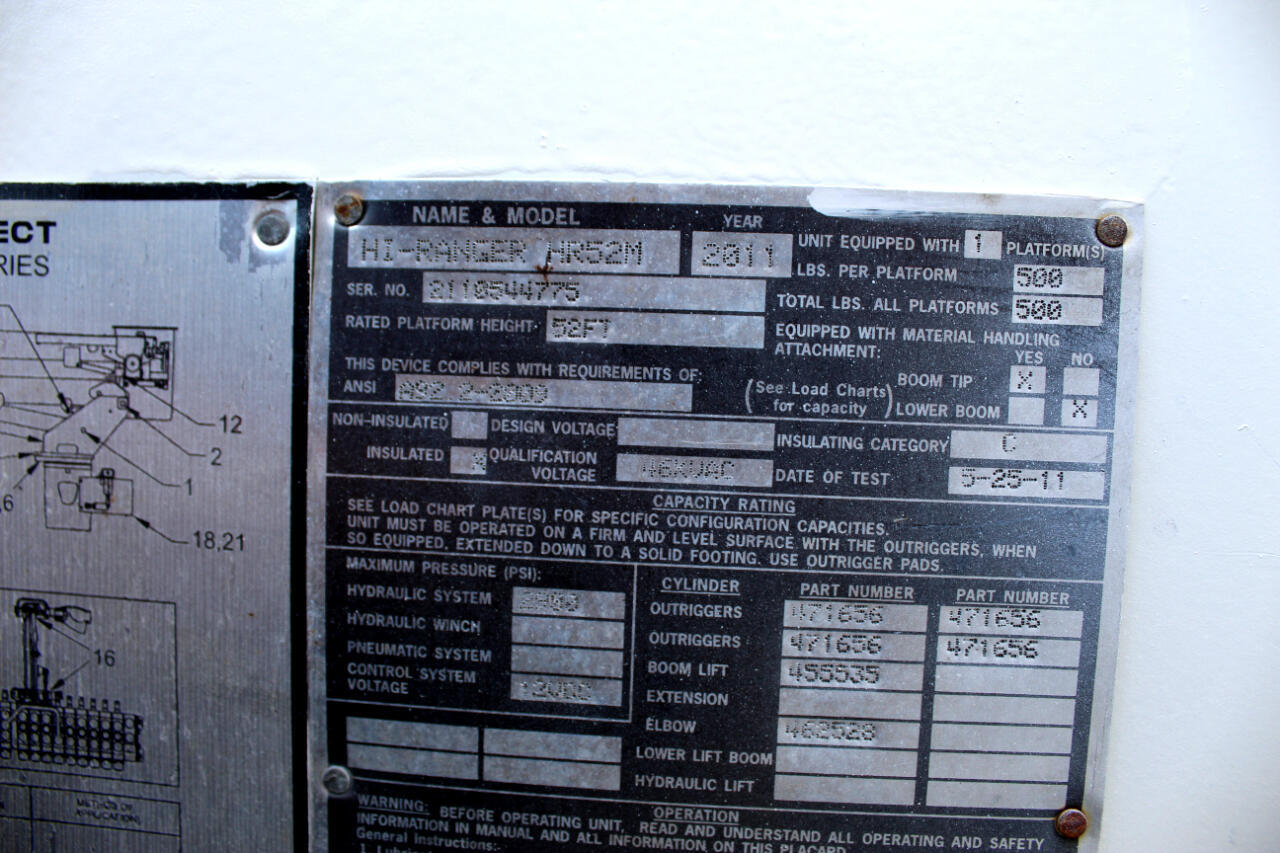 ECT
RIES
12
2
1
,6
18,21
16
METHOD OF
APPLICATION
NAME & MODEL
YEAR
HI-RANGER HR52M
2011
UNIT EQUIPPED WITH 1 PLATFORM(S)
LBS. PER PLATFORM 500
SER. NO. 2110544775
TOTAL LBS. ALL PLATFORMS 500
RATED PLATFORM HEIGHT 52FT
EQUIPPED WITH MATERIAL HANDLING
ATTACHMENT:
YES NO
THIS DEVICE COMPLIES WITH REQUIREMENTS OF:
ANSI A92.2-
(See Load Charts
for capacity)
BOOM TIP X
LOWER BOOM X
NON-INSULATED
DESIGN VOLTAGE
INSULATING CATEGORY C
INSULATED X
QUALIFICATION
VOLTAGE 46KVAC
DATE OF TEST 5-25-11
CAPACITY RATING
SEE LOAD CHART PLATE(S) FOR SPECIFIC CONFIGURATION CAPACITIES.
UNIT MUST BE OPERATED ON A FIRM AND LEVEL SURFACE WITH THE OUTRIGGERS, WHEN
SO EQUIPPED, EXTENDED DOWN TO A SOLID FOOTING. USE OUTRIGGER PADS.
MAXIMUM PRESSURE (PSI):
HYDRAULIC SYSTEM
HYDRAULIC WINCH
PNEUMATIC SYSTEM
CONTROL SYSTEM
VOLTAGE 12VDC
CYLINDER PART NUMBER PART NUMBER
OUTRIGGERS 471656 471656
OUTRIGGERS 471656 471656
BOOM LIFT 455535
EXTENSION
ELBOW 462528
LOWER LIFT BOOM
HYDRAULIC LIFT
OPERATION
WARNING: BEFORE OPERATING UNIT, READ AND UNDERSTAND ALL OPERATING AND SAFETY
INFORMATION IN MANUAL AND ALL INFORMATION ON THIS PLACARD.
General Instructions: